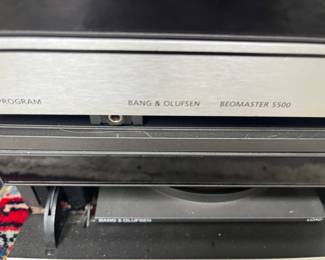 PROGRAM BANG & OLUFSEN BEOMASTER 5500
BANG & OLUFSEN